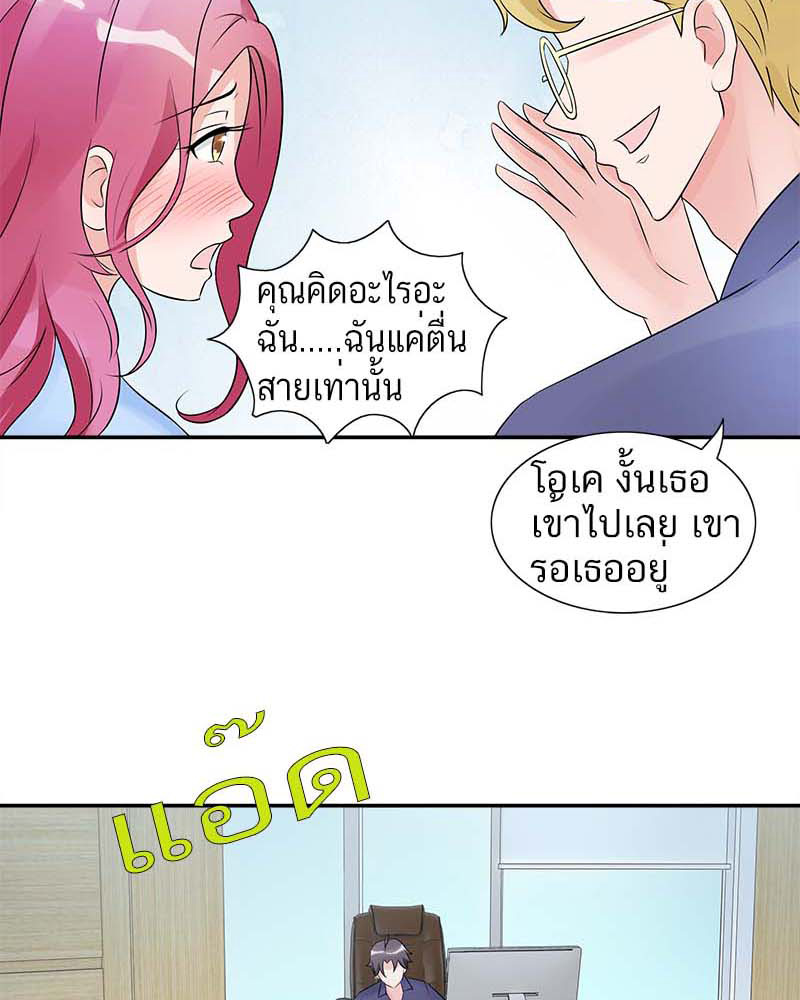 คุณคิดอะไรอะ
ฉัน.....ฉันแค่ตื่น
สายเท่านั้น
โอเค งั้นเธอ
เข้าไปเลย เขา
รอเธออยู่
แอ๊ด